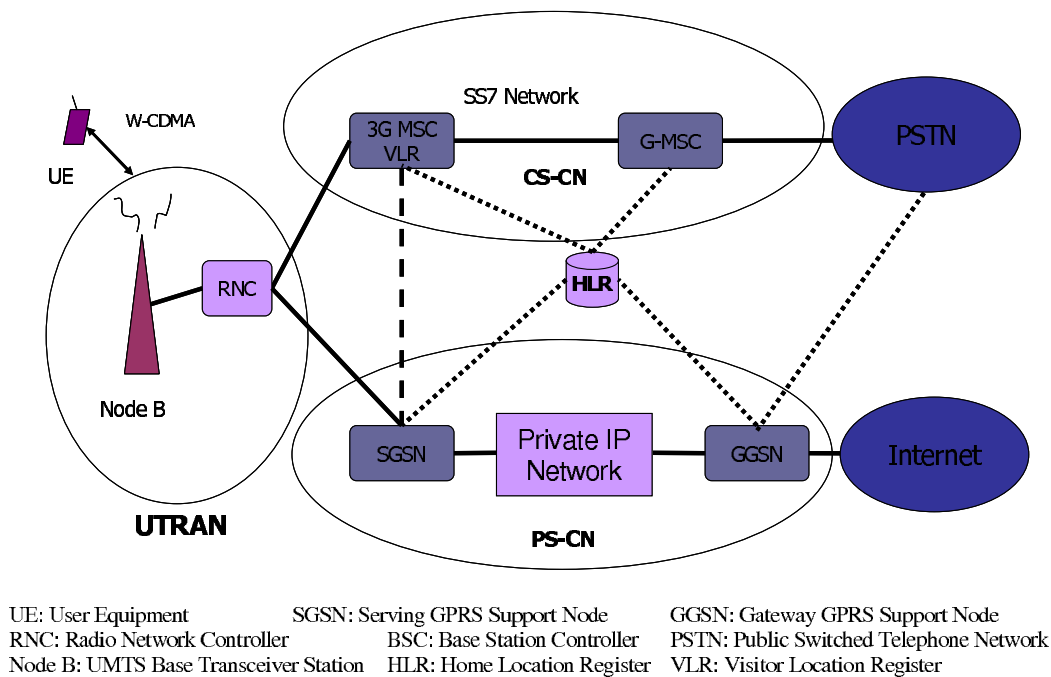 SS7 Network
W-CDMA
UE
3G MSC
VLR
G-MSC
PSTN
CS-CN
RNC
HLR
Node B
SGSN
Private IP
Network
GGSN
Internet
UTRAN
PS-CN
UE: User Equipment
SGSN: Serving GPRS Support Node
GGSN: Gateway GPRS Support Node
RNC: Radio Network Controller
BSC: Base Station Controller
PSTN: Public Switched Telephone Network
Node B: UMTS Base Transceiver Station
HLR: Home Location Register
VLR: Visitor Location Register